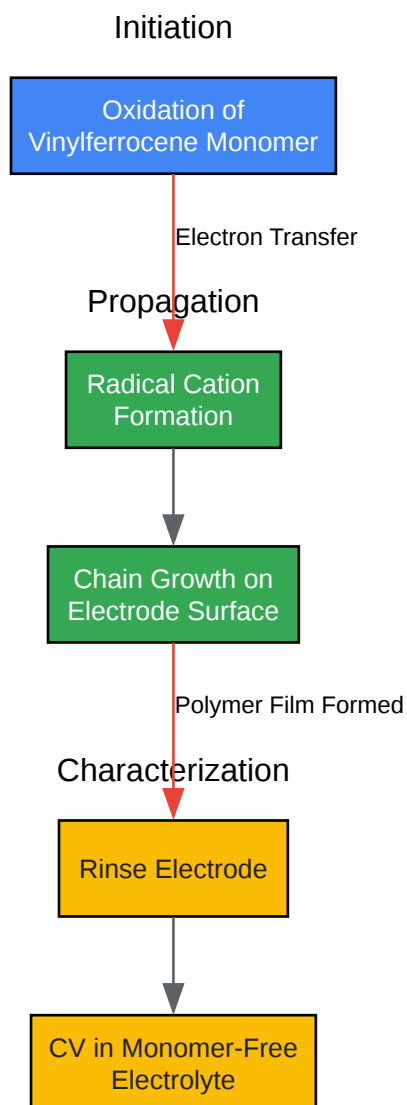 Initiation
Oxidation of
Vinylferrocene Monomer
Electron Transfer
Propagation
Radical Cation
Formation
Chain Growth on
Electrode Surface
Polymer Film Formed
Characterization
Rinse Electrode
CV in Monomer-Free
Electrolyte